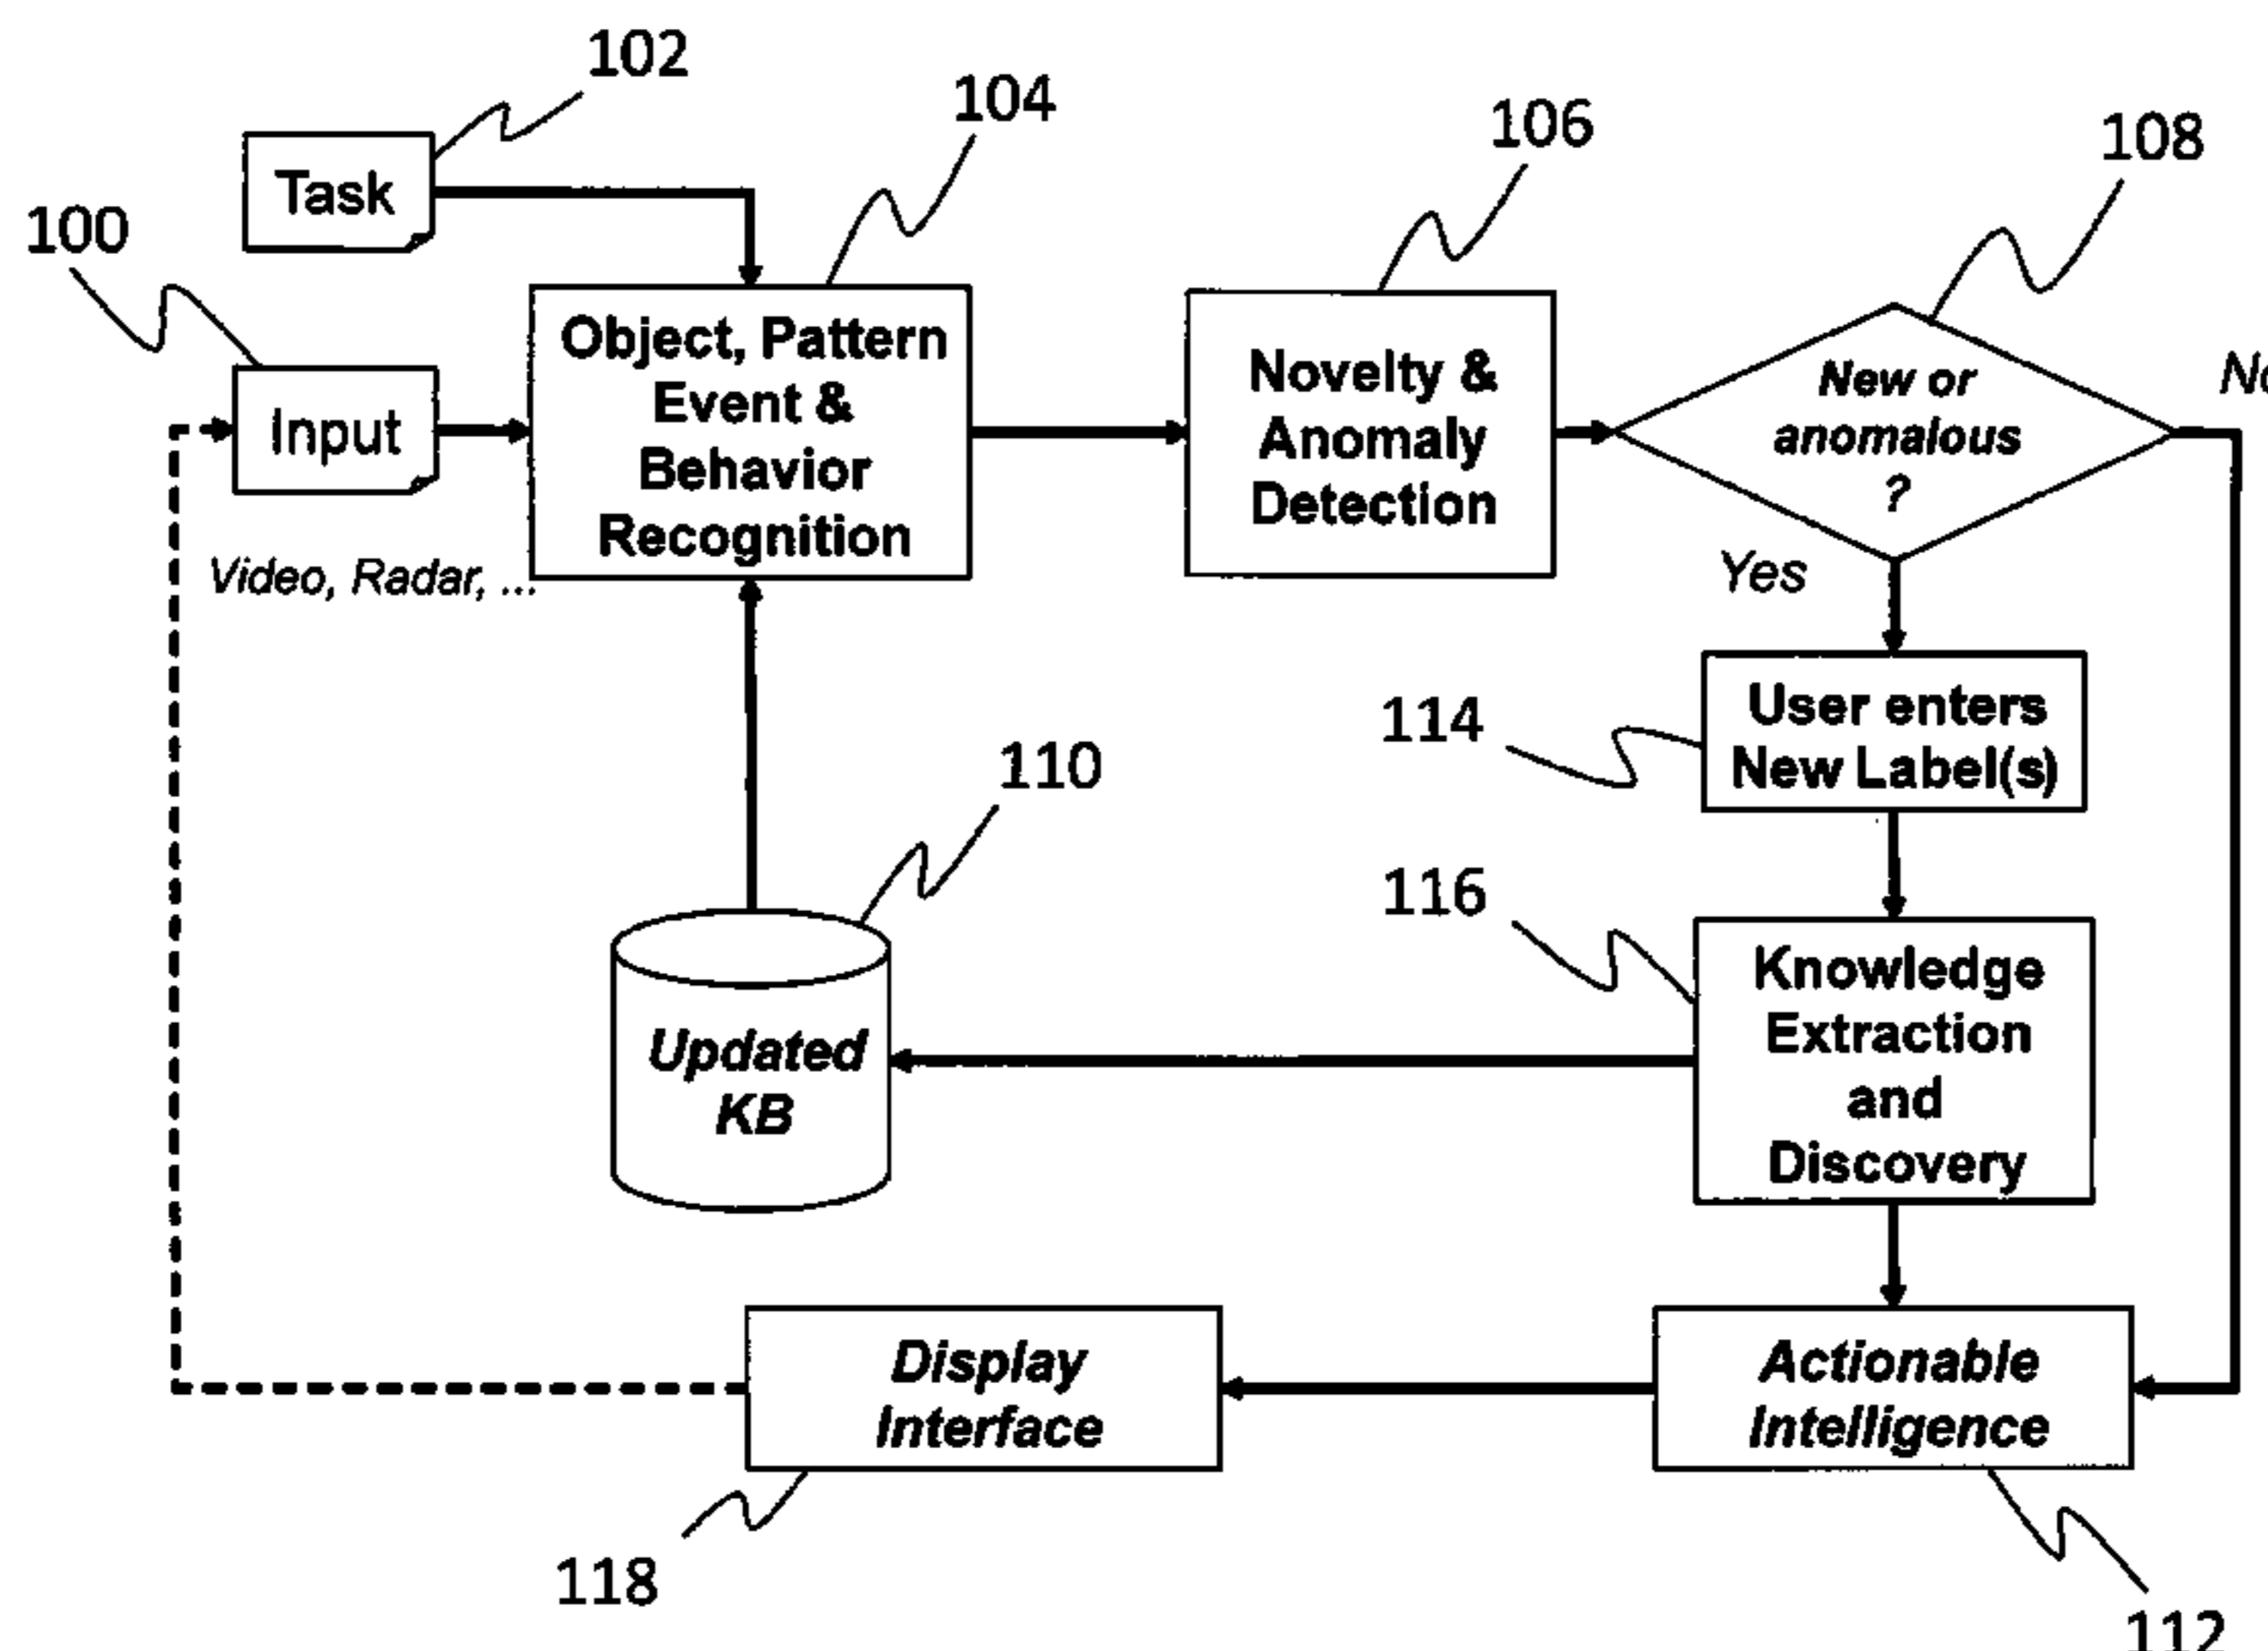 102
104
106
108
100
Task
Input
Object, Pattern
Event &
Behavior
Recognition
Novelty &
Anomaly
Detection
New or
anomalous
?
No
Video, Radar, ...
Yes
114
User enters
New Label(s)
110
116
Knowledge
Extraction
and
Discovery
Updated
KB
Display
Interface
Actionable
Intelligence
118
112